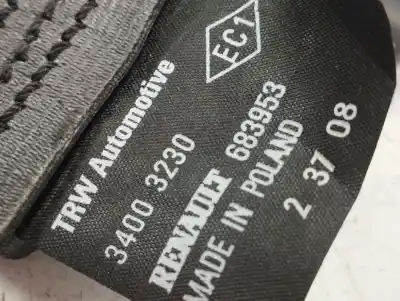 TRW Automotive
EC1
3400 3230
RENAULT 683953
MADE IN POLAND
2 37 08